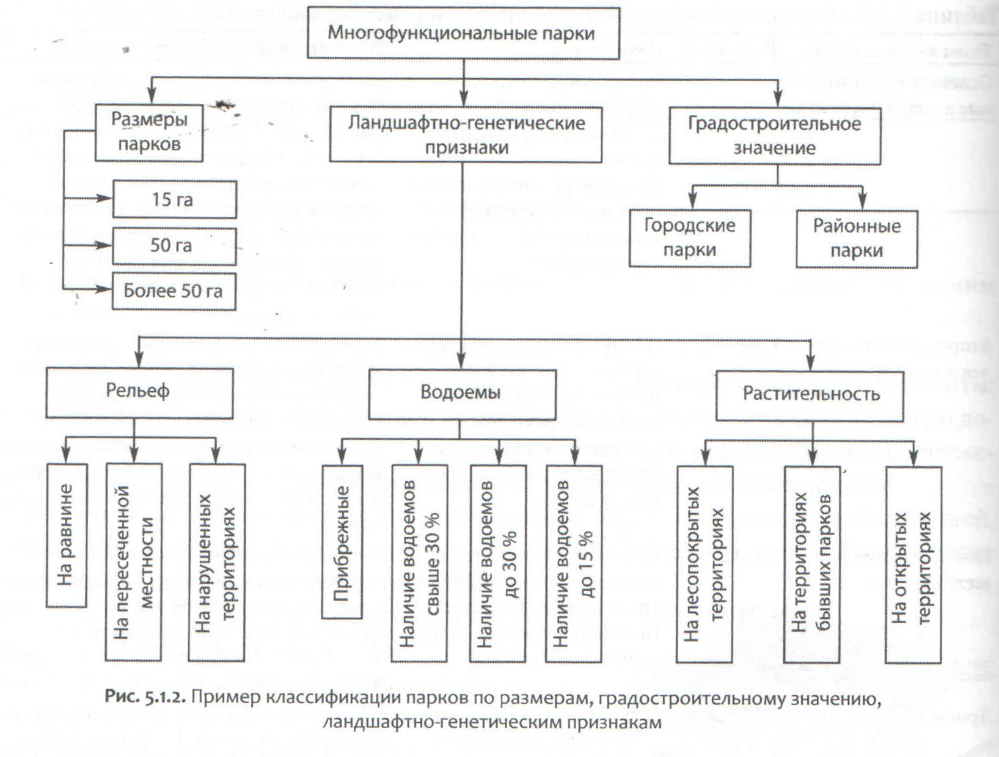 Многофункциональные парки
Размеры
парков
Ландшафтно-генетические
признаки
Градостроительное
значение
15 га
50 га
Более 50 га
Городские
парки
Районные
парки
Рельеф
Водоемы
Растительность
На равнине
На пересеченной
местности
На нарушенных
территориях
Прибрежные
Наличие водоемов
свыше 30 %
Наличие водоемов
до 30 %
Наличие водоемов
до 15 %
На лесопокрытых
территориях
На территориях
бывших парков
На открытых
территориях
Рис. 5.1.2. Пример классификации парков по размерам, градостроительному значению,
ландшафтно-генетическим признакам